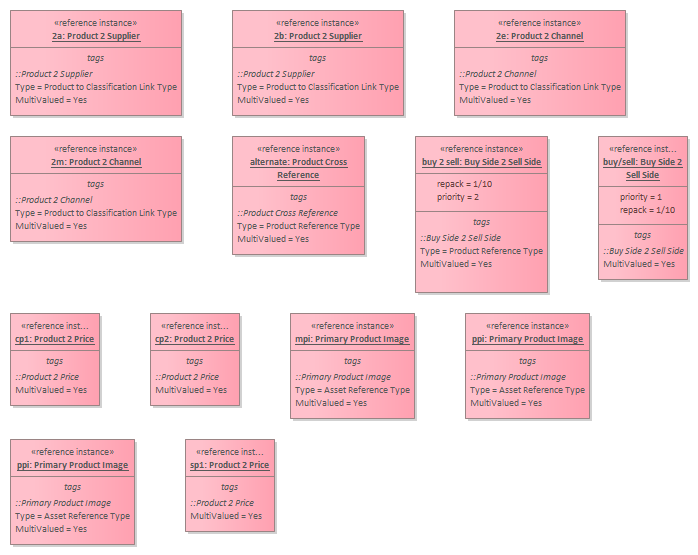 «reference instance»
2a: Product 2 Supplier
tags
::Product 2 Supplier
Type = Product to Classification Link Type
MultiValued = Yes
«reference instance»
2b: Product 2 Supplier
tags
::Product 2 Supplier
Type = Product to Classification Link Type
MultiValued = Yes
«reference instance»
2e: Product 2 Channel
tags
::Product 2 Channel
Type = Product to Classification Link Type
MultiValued = Yes
«reference instance»
2m: Product 2 Channel
tags
::Product 2 Channel
Type = Product to Classification Link Type
MultiValued = Yes
«reference instance»
alternate: Product Cross
Reference
tags
::Product Cross Reference
Type = Product Reference Type
MultiValued = Yes
«reference instance»
buy 2 sell: Buy Side 2 Sell Side
repack = 1/10
priority = 2
tags
::Buy Side 2 Sell Side
Type = Product Reference Type
MultiValued = Yes
«reference inst...
buy/sell: Buy Side 2
Sell Side
priority = 1
repack = 1/10
tags
::Buy Side 2 Sell Side
MultiValued = Yes
«reference inst...
cp1: Product 2 Price
tags
::Product 2 Price
MultiValued = Yes
«reference inst...
cp2: Product 2 Price
tags
::Product 2 Price
MultiValued = Yes
«reference instance»
mpi: Primary Product Image
tags
::Primary Product Image
Type = Asset Reference Type
MultiValued = Yes
«reference instance»
ppi: Primary Product Image
tags
::Primary Product Image
Type = Asset Reference Type
MultiValued = Yes
«reference instance»
ppi: Primary Product Image
tags
::Primary Product Image
Type = Asset Reference Type
MultiValued = Yes
«reference inst...
sp1: Product 2 Price
tags
::Product 2 Price
MultiValued = Yes